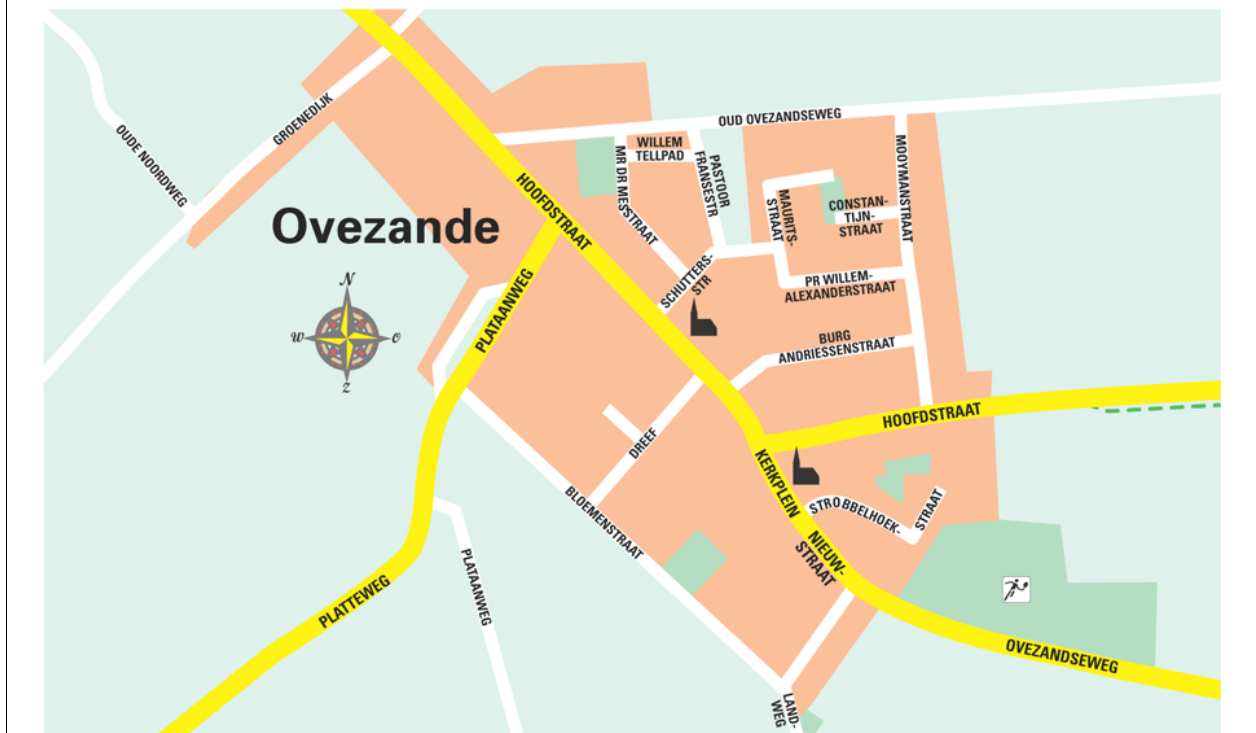 OUDE NOORDWEG
GROENEDIJK
Ovezande
N
W
O
Z
HOOFDSTRAAT
PLATAANWEG
OUD OVEZANDSEWEG
WILLEM
TELLPAD
MR DR MESSTRAAT
PASTOOR
FRANSESTR
MAURITS-
STRAAT
CONSTAN-
TIJN-
STRAAT
MOOYMANSTRAAT
SCHUTTERS-
STR
PR WILLEM-
ALEXANDERSTRAAT
BURG
ANDRIESSENSTRAAT
HOOFDSTRAAT
DREEF
KERKPLEIN
BLOEMENSTRAAT
STROBBELHOEK-
STRAAT
NIEUW-
STRAAT
PLATTEWEG
PLATAANWEG
OVEZANDSEWEG
LAND-
WEG